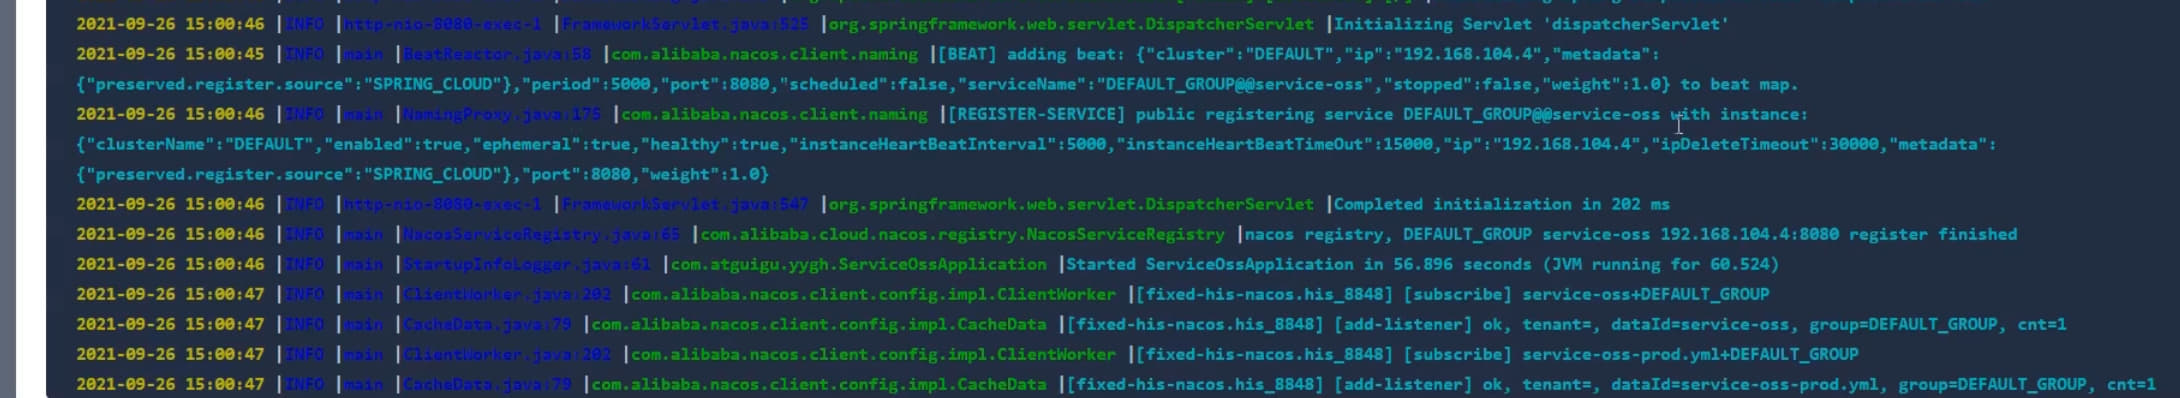 2021-09-26 15:00:46 |INFO |http-nio-8080-exec-1 |FrameworkServlet.java:525 |org.springframework.web.servlet.DispatcherServlet |Initializing Servlet 'dispatcherServlet'
2021-09-26 15:00:45 |INFO |main |BeatReactor.java:58 |com.alibaba.nacos.client.naming |[BEAT] adding beat: {"cluster":"DEFAULT","ip":"192.168.104.4","metadata":
{"preserved.register.source":"SPRING_CLOUD"},"period":5000,"port":8080,"scheduled":false,"serviceName":"DEFAULT_GROUP@@service-oss","stopped":false,"weight":1.0} to beat map.
2021-09-26 15:00:46 |INFO |main |NamingProxy.java:175 |com.alibaba.nacos.client.naming |[REGISTER-SERVICE] public registering service DEFAULT_GROUP@@service-oss with instance:
{"clusterName":"DEFAULT","enabled":true,"ephemeral":true,"healthy":true,"instanceHeartBeatInterval":5000,"instanceHeartBeatTimeOut":15000,"ip":"192.168.104.4","ipDeleteTimeout":30000,"metadata":
{"preserved.register.source":"SPRING_CLOUD"},"port":8080,"weight":1.0}
2021-09-26 15:00:46 |INFO |http-nio-8080-exec-1 |FrameworkServlet.java:547 |org.springframework.web.servlet.DispatcherServlet |Completed initialization in 202 ms
2021-09-26 15:00:46 |INFO |main |NacosServiceRegistry.java:65 |com.alibaba.cloud.nacos.registry.NacosServiceRegistry |nacos registry, DEFAULT_GROUP service-oss 192.168.104.4:8080 register finished
2021-09-26 15:00:46 |INFO |main |StartupInfoLogger.java:61 |com.atguigu.yygh.ServiceOssApplication |Started ServiceOssApplication in 56.896 seconds (JVM running for 60.524)
2021-09-26 15:00:47 |INFO |main |ClientWorker.java:202 |com.alibaba.nacos.client.config.impl.ClientWorker |[fixed-his-nacos.his_8848] [subscribe] service-oss+DEFAULT_GROUP
2021-09-26 15:00:47 |INFO |main |CacheData.java:79 |com.alibaba.nacos.client.config.impl.CacheData |[fixed-his-nacos.his_8848] [add-listener] ok, tenant=, dataId=service-oss, group=DEFAULT_GROUP, cnt=1
2021-09-26 15:00:47 |INFO |main |ClientWorker.java:202 |com.alibaba.nacos.client.config.impl.ClientWorker |[fixed-his-nacos.his_8848] [subscribe] service-oss-prod.yml+DEFAULT_GROUP
2021-09-26 15:00:47 |INFO |main |CacheData.java:79 |com.alibaba.nacos.client.config.impl.CacheData |[fixed-his-nacos.his_8848] [add-listener] ok, tenant=, dataId=service-oss-prod.yml, group=DEFAULT_GROUP, cnt=1